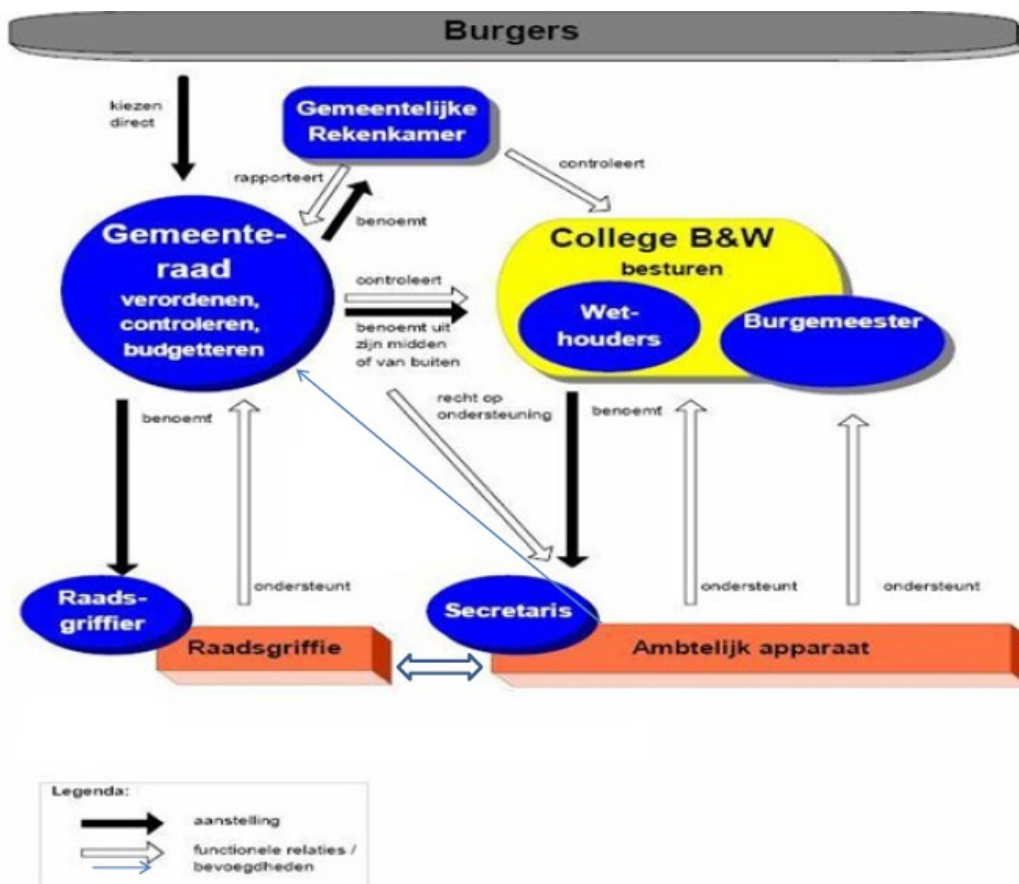 Burgers
kiezen
direct
Gemeentelijke
Rekenkamer
rapporteert
controleert
benoemt
Gemeente-
raad
verordenen,
controleren,
budgetteren
controleert
benoemt uit
zijn midden
of van buiten
College B&W
besturen
Wet-
houders
Burgemeester
benoemt
recht op
ondersteuning
benoemt
ondersteunt
ondersteunt
ondersteunt
Raads-
griffier
Raadsgriffie
Secretaris
Ambtelijk apparaat
Legenda:
aanstelling
functionele relaties /
bevoegdheden